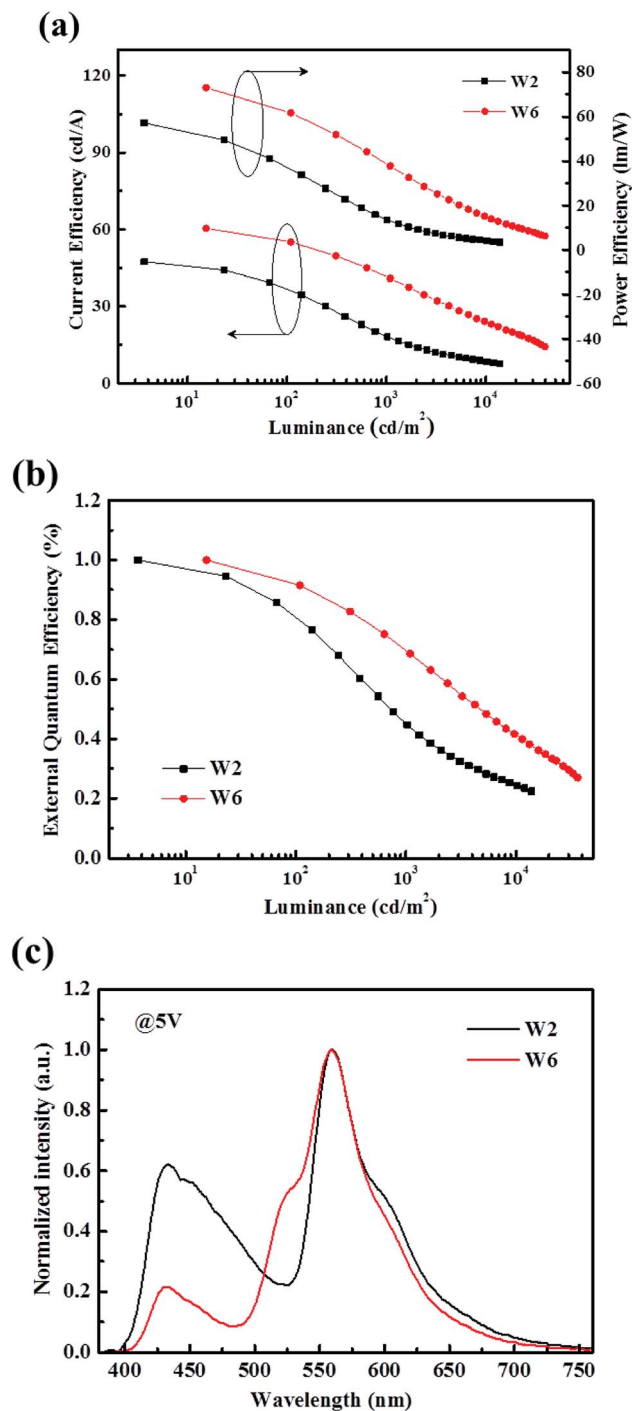 (a)
W2
W6
Current Efficiency (cd/A)
120
90
60
30
0
80
60
40
20
0
-20
-40
-60
Power Efficiency (lm/W)
10¹ 10² 10³ 10⁴
Luminance (cd/m²)
(b)
External Quantum Efficiency (%)
1.2
1.0
0.8
0.6
0.4
0.2
0.0
W2
W6
10¹ 10² 10³ 10⁴
Luminance (cd/m²)
(c)
Normalized intensity (a.u.)
1.2
1.0
0.8
0.6
0.4
0.2
0.0
@5V
W2
W6
400 450 500 550 600 650 700 750
Wavelength (nm)